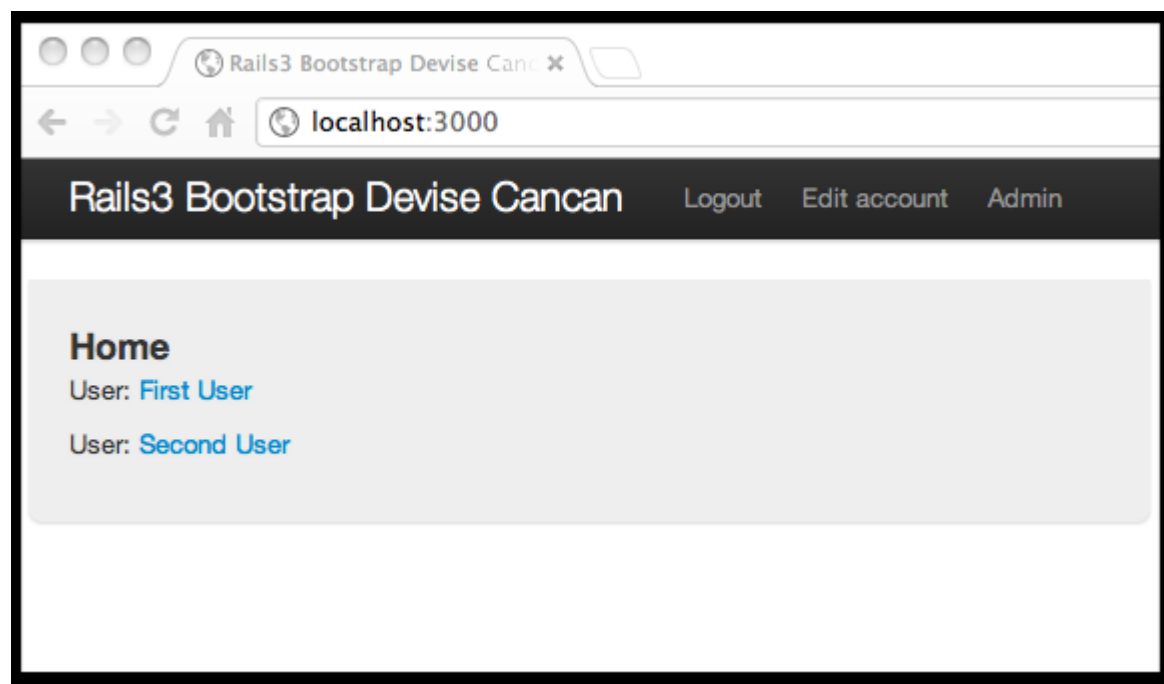 Rails3 Bootstrap Devise Canc
localhost:3000
Rails3 Bootstrap Devise Cancan Logout Edit account Admin
Home
User: First User
User: Second User